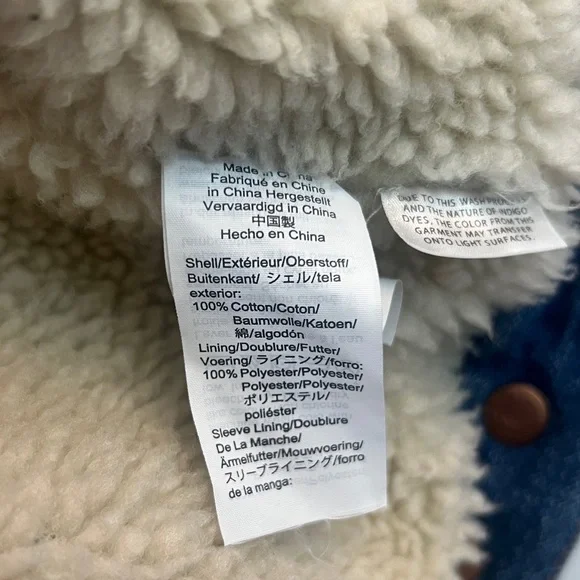 Made in China
Fabriqué en Chine
in China Hergestellt
Vervaardigd in China
中国製
Hecho en China
Shell/Extérieur/Oberstoff/
Buitenkant/ シェル/tela
exterior:
100% Cotton/Coton/
Baumwolle/Katoen/
綿/algodón
Lining/Doublure/Futter/
Voering/ ライニング/forro:
100% Polyester/Polyester/
Polyester/Polyester/
ポリエステル/
poliéster
Sleeve Lining/Doublure
De La Manche/
Ärmelfutter/Mouwvoering/
スリーブライニング/forro
de la manga:
DUE TO THIS WASH PROCESS
AND THE NATURE OF INDIGO
DYES, THE COLOR FROM THIS
GARMENT MAY TRANSFER
ONTO LIGHT SURFACES.